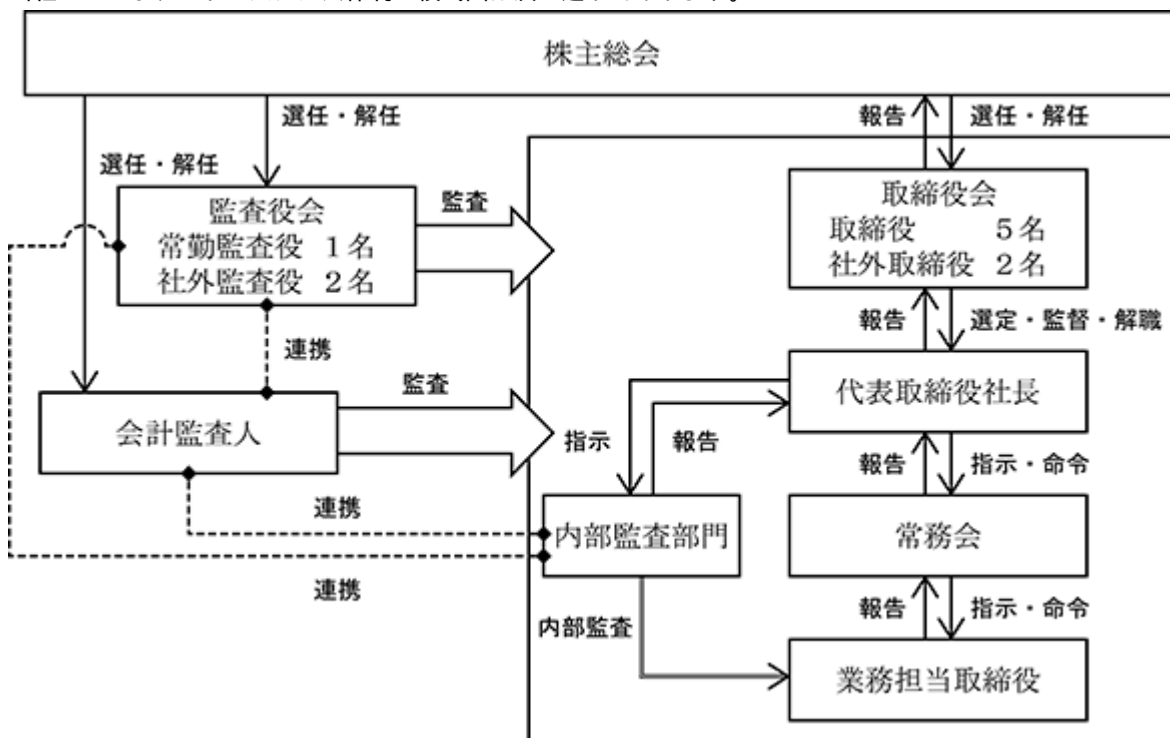 株主総会
選任・解任
報告
選任・解任
選任・解任
監査役会
常勤監査役 1名
社外監査役 2名
監査
取締役会
取締役 5名
社外取締役 2名
報告
選定・監督・解職
連携
監査
代表取締役社長
会計監査人
指示
報告
報告
指示・命令
連携
内部監査部門
常務会
連携
報告
指示・命令
内部監査
業務担当取締役